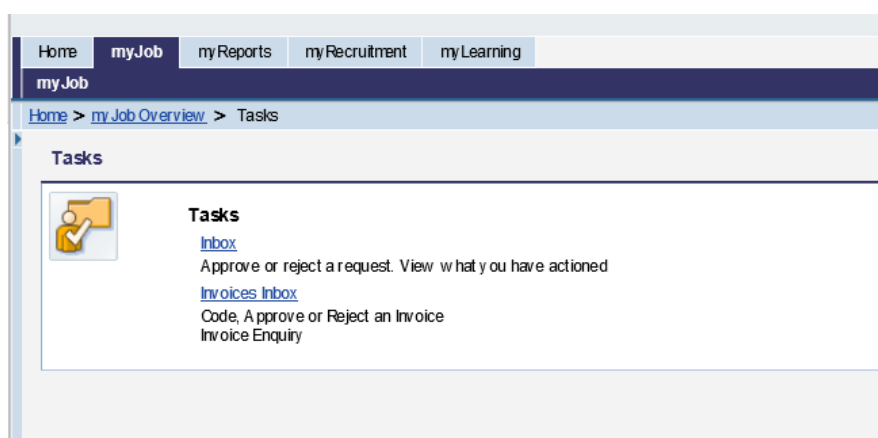 Home myJob myReports myRecruitment myLearning
myJob
Home > myJob Overview > Tasks
Tasks
Tasks
Inbox
Approve or reject a request. View what you have actioned
Invoices Inbox
Code, Approve or Reject an Invoice
Invoice Enquiry